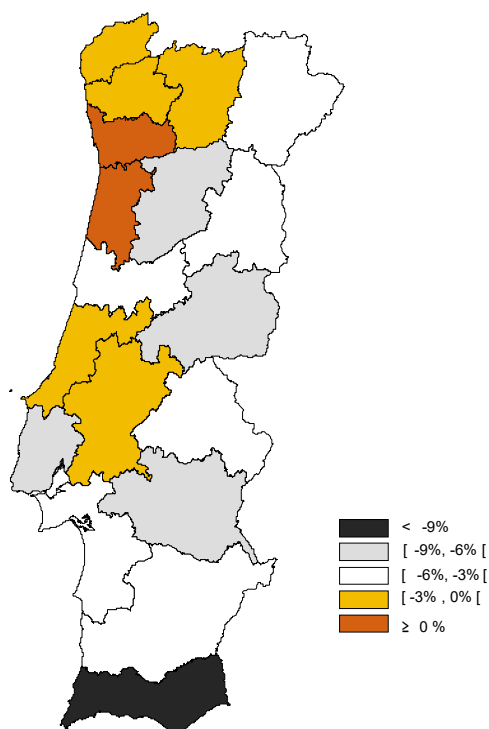 < -9%
[ -9%, -6% [
[ -6%, -3% [
[ -3% , 0% [
≥ 0 %